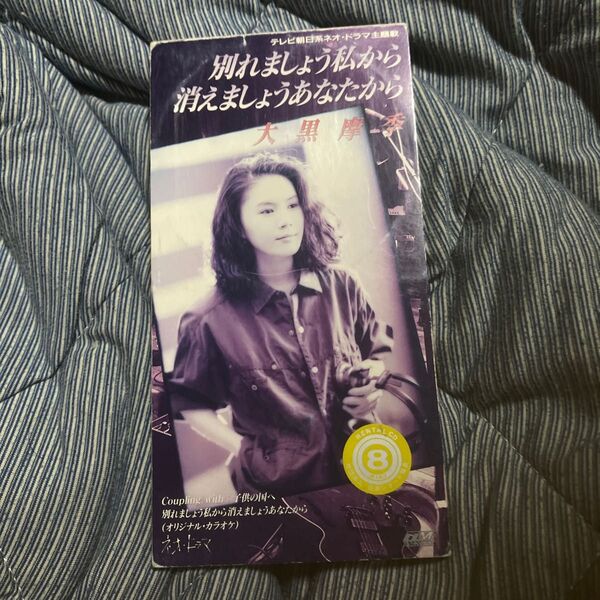 テレビ朝日系ネオ・ドラマ主題歌
別れましょう私から
消えましょうあなたから
大黒摩季
RENTAL CD
8
Coupling with 子供の国へ
別れましょう私から消えましょうあなたから
(オリジナル・カラオケ)
ネオ・ドラマ